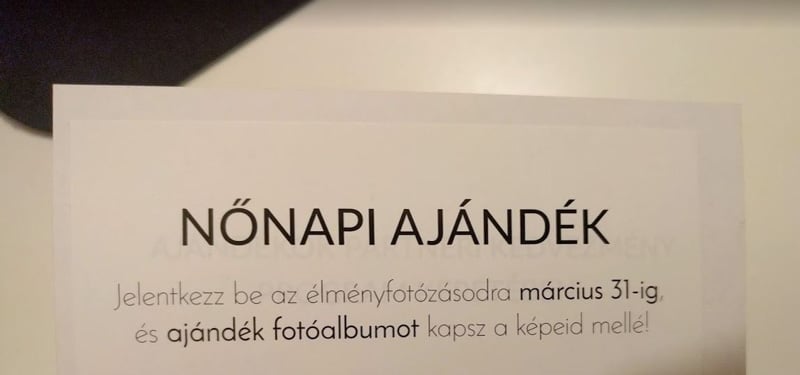 NŐNAPI AJÁNDÉK
Jelentkezz be az élményfotózásodra március 31-ig,
és ajándék fotóalbumot kapsz a képeid mellé!